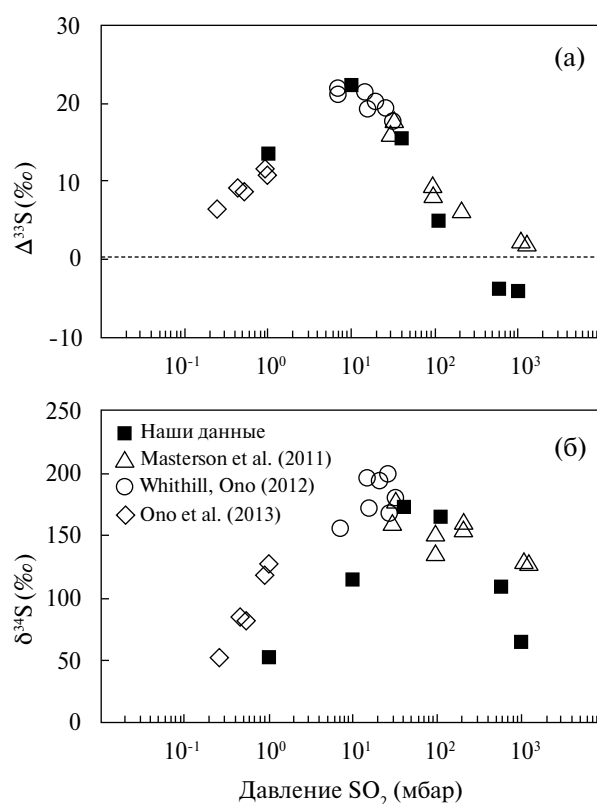 30
(а)
20
10
0
-10
Δ³³S (‰)
10⁻¹ 10⁰ 10¹ 10² 10³
250
(б)
Наши данные
Masterson et al. (2011)
Whithill, Ono (2012)
Ono et al. (2013)
200
150
100
50
0
δ³⁴S (‰)
10⁻¹ 10⁰ 10¹ 10² 10³
Давление SO₂ (мбар)